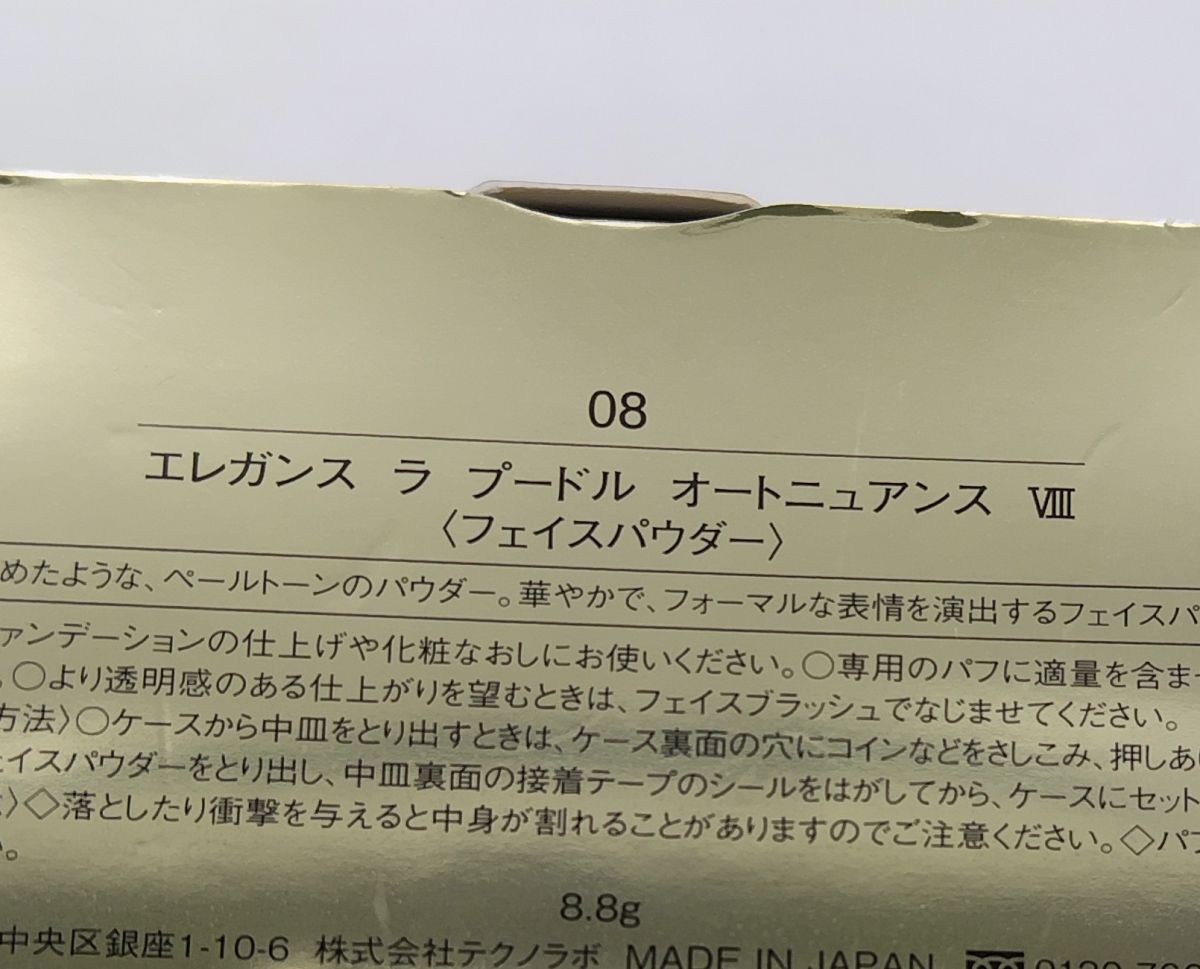 08
エレガンス ラ プードル オートニュアンス Ⅷ
〈フェイスパウダー〉
めたような、ペールトーンのパウダー。華やかで、フォーマルな表情を演出するフェイスパ
ァンデーションの仕上げや化粧なおしにお使いください。○専用のパフに適量を含ませ
。○より透明感のある仕上がりを望むときは、フェイスブラッシュでなじませてください。
方法〉○ケースから中皿をとり出すときは、ケース裏面の穴にコインなどをさしこみ、押しあ
ェイスパウダーをとり出し、中皿裏面の接着テープのシールをはがしてから、ケースにセット
〉◇落としたり衝撃を与えると中身が割れることがありますのでご注意ください。◇パフ
い。
8.8g
中央区銀座1-10-6 株式会社テクノラボ MADE IN JAPAN 0120-